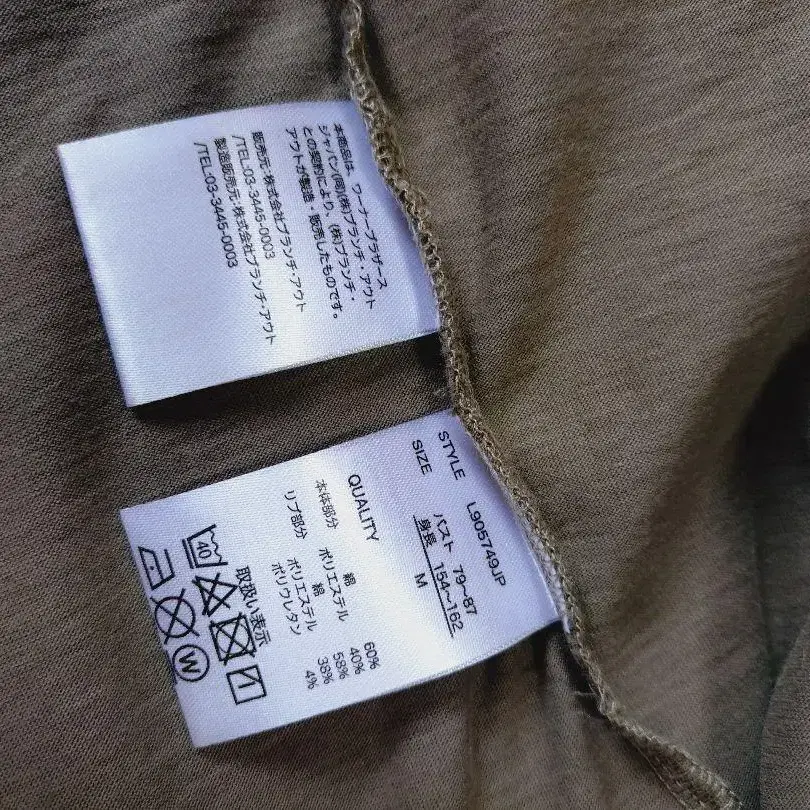 本商品は、ワーナーブラザース
ジャパン(同)(株)ブランチ・アウト
との契約により、(株)ブランチ・
アウトが製造・販売したものです。
販売元・株式会社ブランチ・アウト
/TEL:03-3445-0003
製造販売元・株式会社ブランチ・アウト
/TEL:03-3445-0003
STYLE L905749JP
SIZE バスト 79~87
身長 154~162
M
QUALITY
本体部分 綿 60%
ポリエステル 40%
リブ部分 綿 58%
ポリエステル 38%
ポリウレタン 4%
取扱い表示
40
W